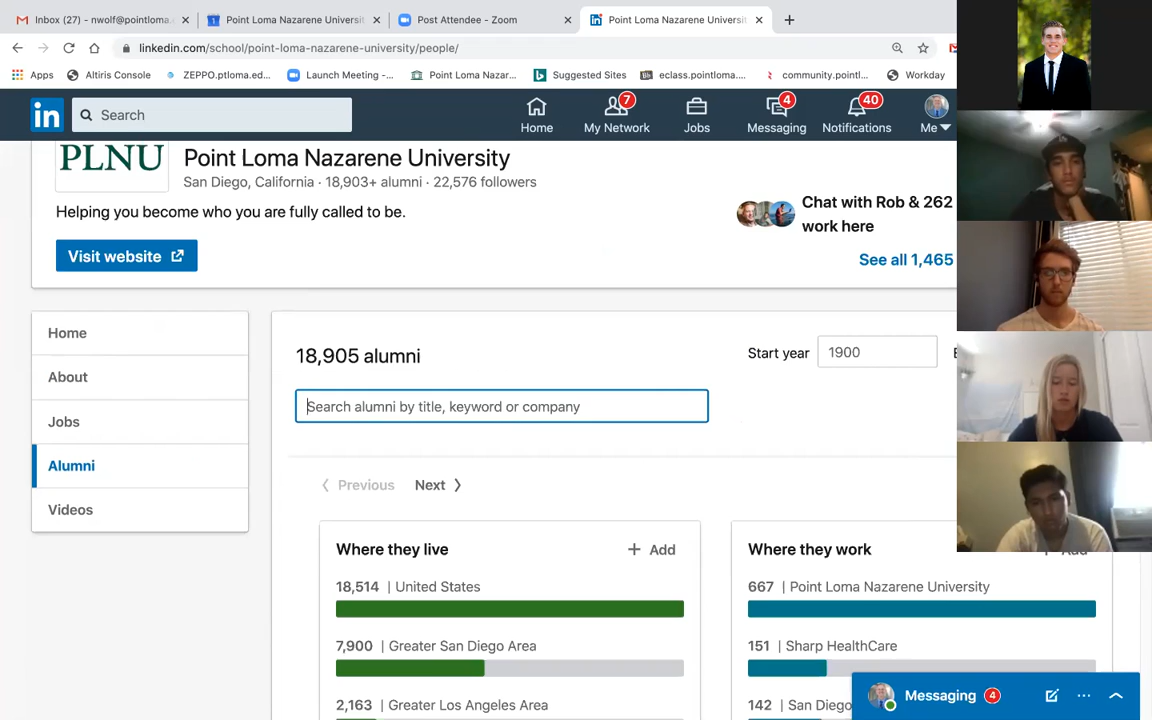 Inbox (27) - nwolf@pointloma.
Point Loma Nazarene Universit
Post Attendee - Zoom
Point Loma Nazarene Universit
linkedin.com/school/point-loma-nazarene-university/people/
Apps
Altiris Console
ZEPPO.ptloma.ed...
Launch Meeting -...
Point Loma Nazar...
Suggested Sites
eclass.pointloma....
community.pointl...
Workday
in
Search
Home
7
My Network
Jobs
4
Messaging
40
Notifications
Me
PLNU
Point Loma Nazarene University
San Diego, California · 18,903+ alumni · 22,576 followers
Helping you become who you are fully called to be.
Chat with Rob & 262
work here
Visit website
See all 1,465
Home
About
Jobs
Alumni
Videos
18,905 alumni
Start year
1900
Search alumni by title, keyword or company
Previous
Next
Where they live
+ Add
18,514 | United States
7,900 | Greater San Diego Area
2,163 | Greater Los Angeles Area
Where they work
+ Add
667 | Point Loma Nazarene University
151 | Sharp HealthCare
142 | San Diego
Messaging
4